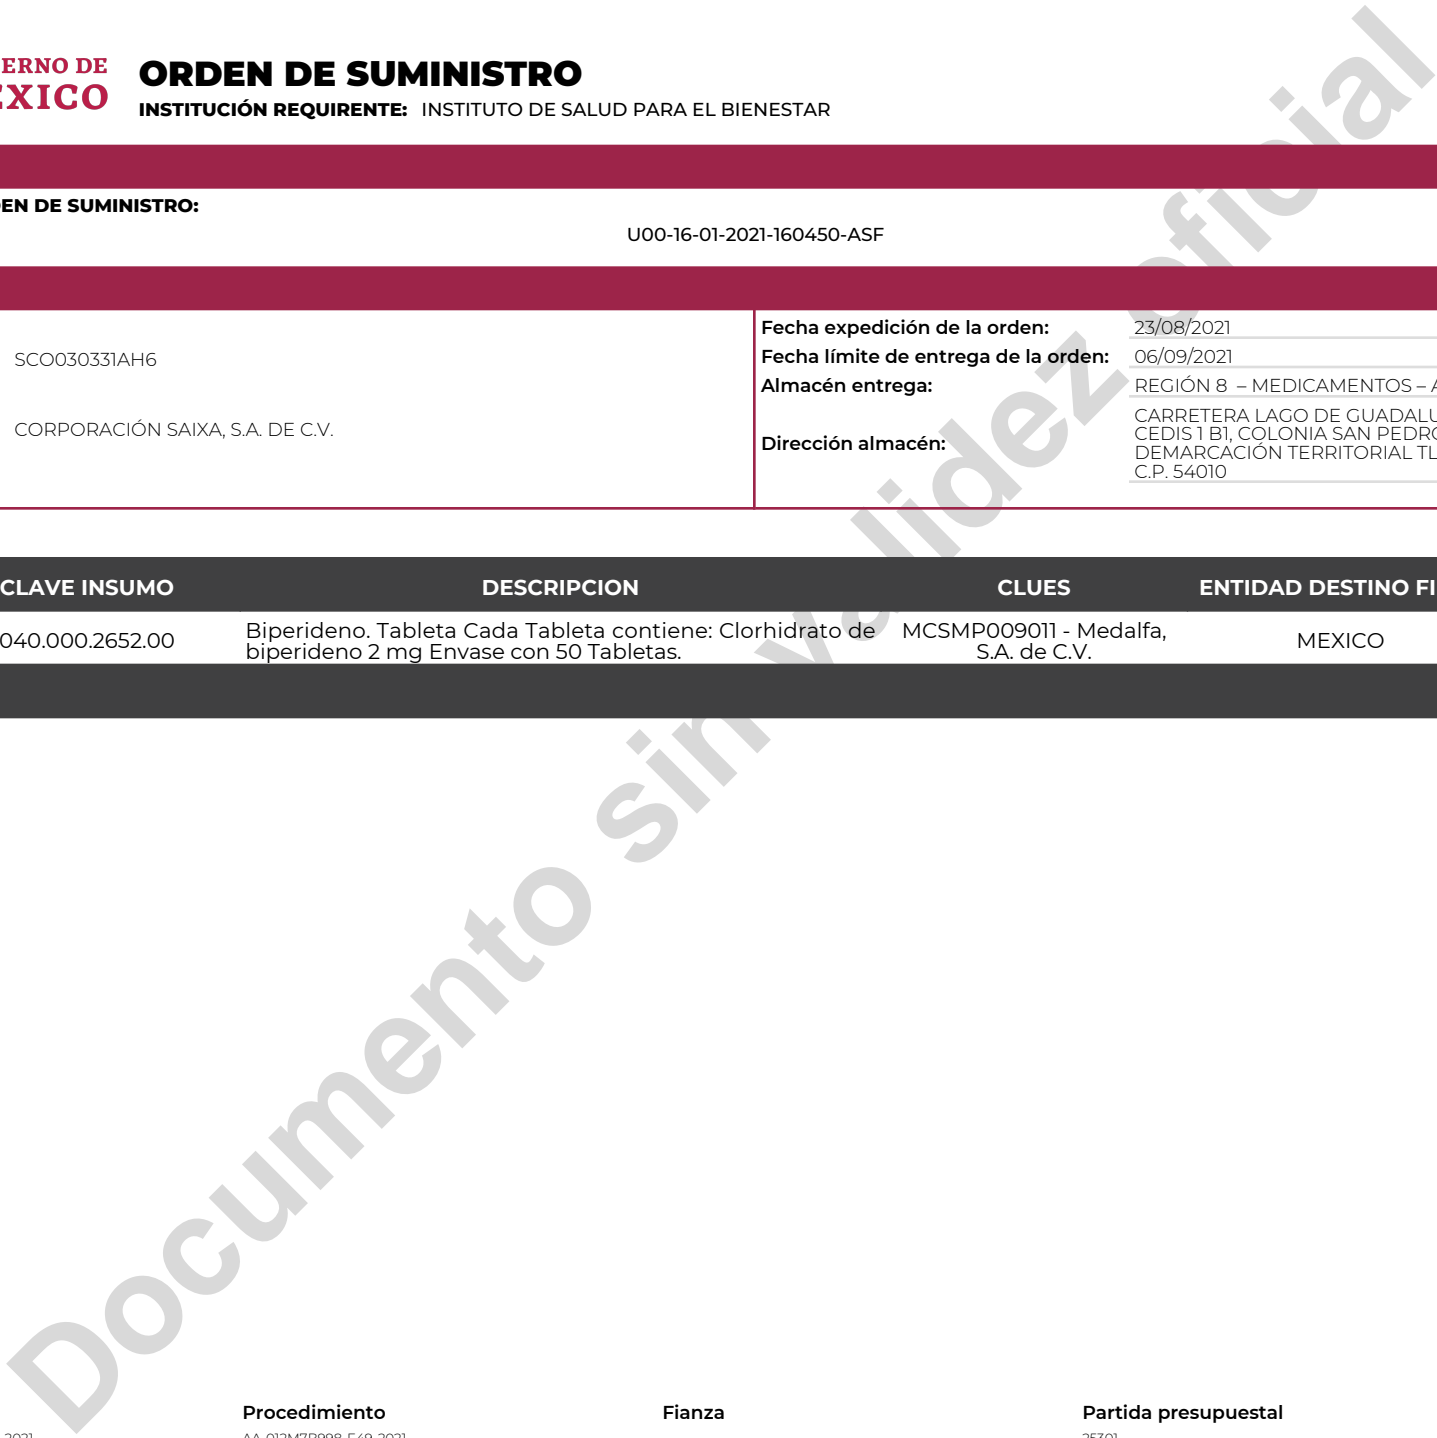 ERNO DE
EXICO
ORDEN DE SUMINISTRO
INSTITUCIÓN REQUIRENTE: INSTITUTO DE SALUD PARA EL BIENESTAR
EN DE SUMINISTRO:
U00-16-01-2021-160450-ASF
SCO030331AH6
CORPORACIÓN SAIXA, S.A. DE C.V.
Fecha expedición de la orden: 23/08/2021
Fecha límite de entrega de la orden: 06/09/2021
Almacén entrega: REGIÓN 8 – MEDICAMENTOS – A
Dirección almacén:
CARRETERA LAGO DE GUADALU
CEDIS 1 B1, COLONIA SAN PEDRO
DEMARCACIÓN TERRITORIAL TL
C.P. 54010
CLAVE INSUMO DESCRIPCION CLUES ENTIDAD DESTINO FI
040.000.2652.00
Biperideno. Tableta Cada Tableta contiene: Clorhidrato de
biperideno 2 mg Envase con 50 Tabletas.
MCSMP009011 - Medalfa,
S.A. de C.V.
MEXICO
Documento sin validez oficial
Procedimiento Fianza Partida presupuestal